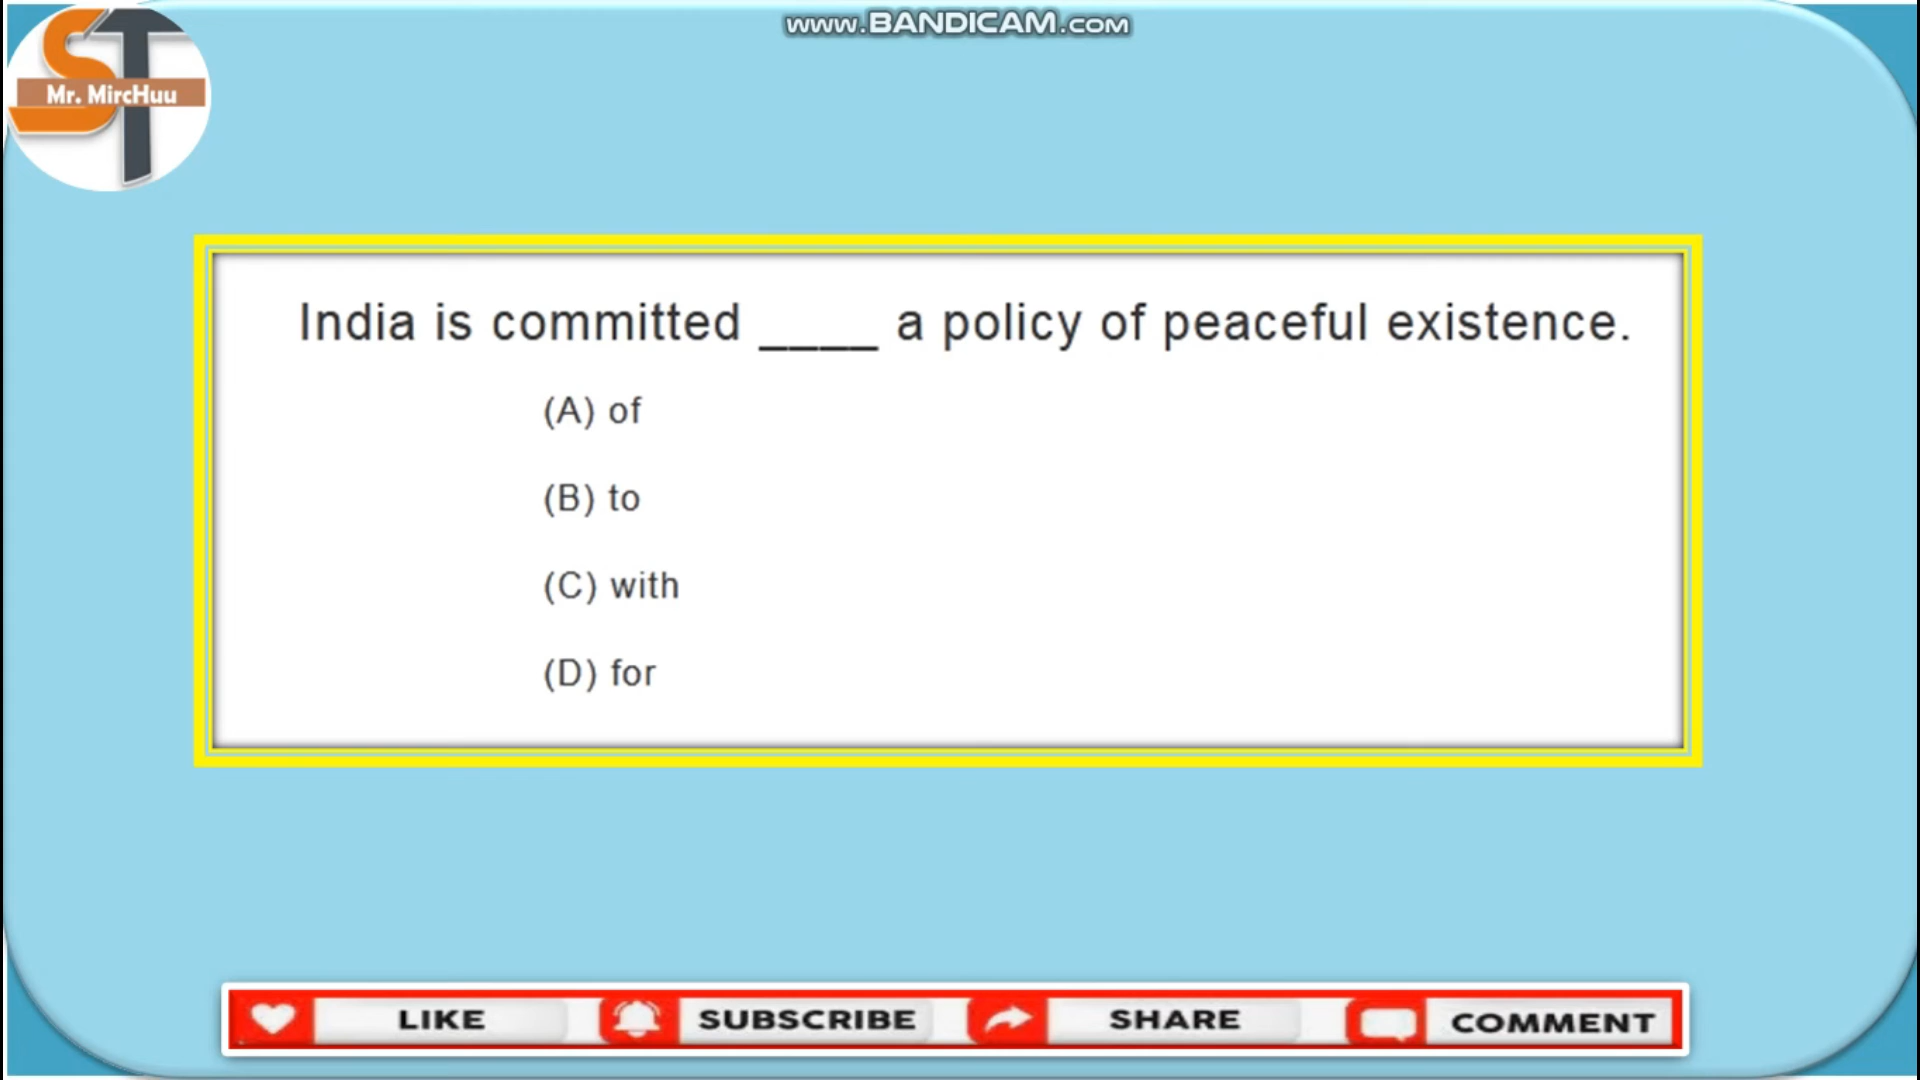 www.BANDICAM.COM
ST
Mr. MircHuu
India is committed ____ a policy of peaceful existence.
(A) of
(B) to
(C) with
(D) for
LIKE
SUBSCRIBE
SHARE
COMMENT